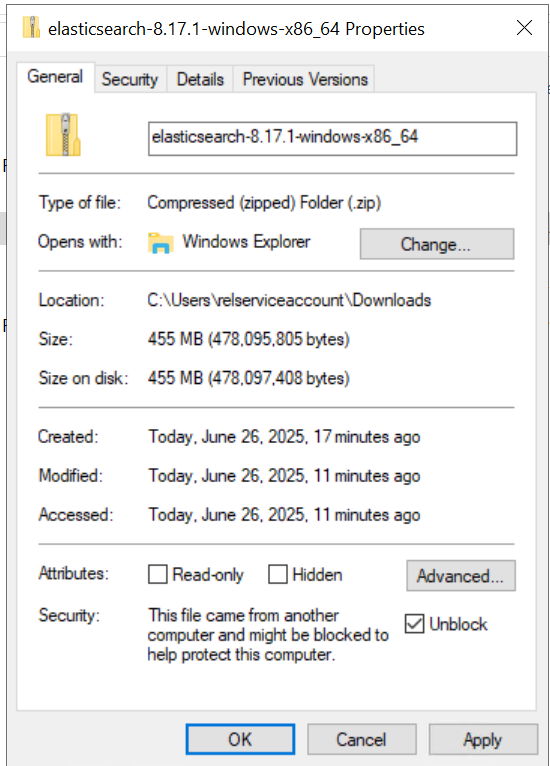 elasticsearch-8.17.1-windows-x86_64 Properties
General Security Details Previous Versions
elasticsearch-8.17.1-windows-x86_64
Type of file: Compressed (zipped) Folder (.zip)
Opens with: Windows Explorer Change...
Location: C:\Users\relserviceaccount\Downloads
Size: 455 MB (478,095,805 bytes)
Size on disk: 455 MB (478,097,408 bytes)
Created: Today, June 26, 2025, 17 minutes ago
Modified: Today, June 26, 2025, 11 minutes ago
Accessed: Today, June 26, 2025, 11 minutes ago
Attributes: Read-only Hidden Advanced...
Security: This file came from another
computer and might be blocked to
help protect this computer.
Unblock
OK Cancel Apply